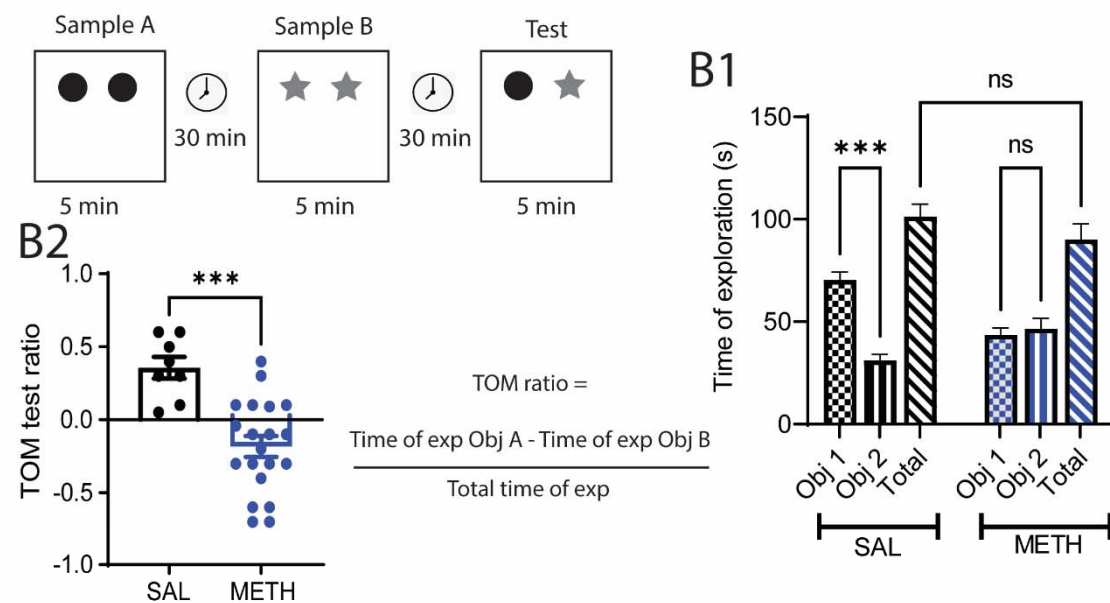 Sample A
Sample B
Test
30 min
30 min
5 min
5 min
5 min
B2
TOM test ratio
1.0
0.5
0.0
-0.5
-1.0
***
SAL
METH
TOM ratio =
Time of exp Obj A - Time of exp Obj B
Total time of exp
B1
Time of exploration (s)
150
100
50
0
***
ns
ns
Obj 1
Obj 2
Total
Obj 1
Obj 2
Total
SAL
METH